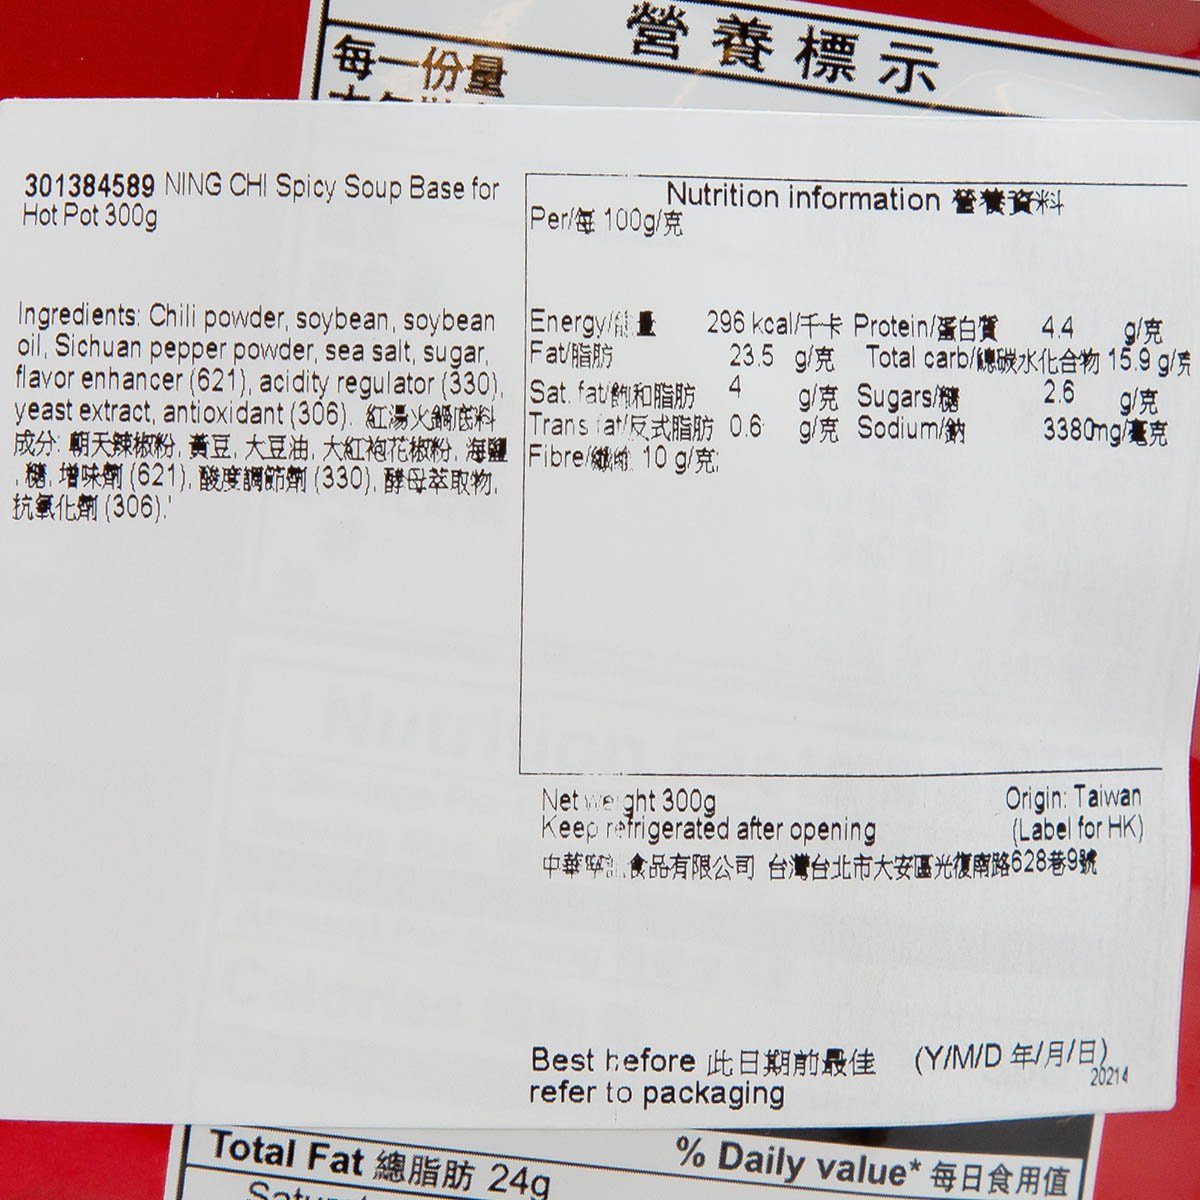 營養標示
每一份量
301384589 NING CHI Spicy Soup Base for
Hot Pot 300g
Ingredients: Chili powder, soybean, soybean
oil, Sichuan pepper powder, sea salt, sugar,
flavor enhancer (621), acidity regulator (330),
yeast extract, antioxidant (306). 紅湯火鍋底料
成分: 朝天辣椒粉, 黃豆, 大豆油, 大紅袍花椒粉, 海鹽
, 糖, 增味劑 (621), 酸度調節劑 (330), 酵母萃取物,
抗氧化劑 (306).'
Nutrition information 營養資料
Per/每 100g/克
Energy/能量 296 kcal/千卡 Protein/蛋白質 4.4 g/克
Fat/脂肪 23.5 g/克 Total carb/總碳水化合物 15.9 g/克
Sat. fat/飽和脂肪 4 g/克 Sugars/糖 2.6 g/克
Trans fat/反式脂肪 0.6 g/克 Sodium/鈉 3380mg/毫克
Fibre/纖維 10 g/克;
Net weight 300g Origin: Taiwan
Keep refrigerated after opening (Label for HK)
中華寧記食品有限公司 台灣台北市大安區光復南路628巷9號
Best before 此日期前最佳 (Y/M/D 年/月/日)
refer to packaging 20214
Total Fat 總脂肪 24g % Daily value* 每日食用值